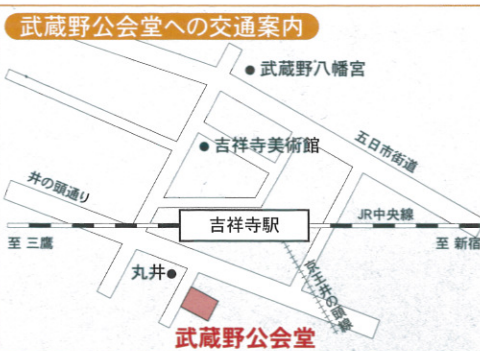 武蔵野公会堂への交通案内
武蔵野八幡宮
吉祥寺美術館
五日市街道
井の頭通り
吉祥寺駅
JR中央線
至 三鷹
至 新宿
丸井
京王井の頭線
武蔵野公会堂